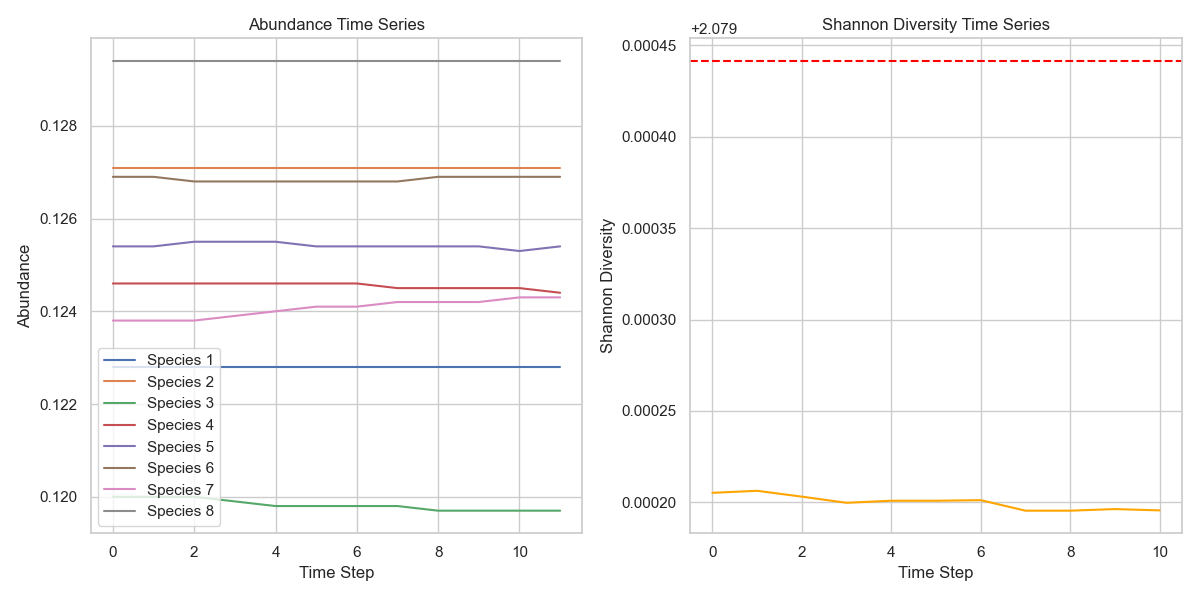 Abundance Time Series
Abundance
0.128
0.126
0.124
0.122
0.120
Species 1
Species 2
Species 3
Species 4
Species 5
Species 6
Species 7
Species 8
0 2 4 6 8 10
Time Step
Shannon Diversity Time Series
+2.079
Shannon Diversity
0.00045
0.00040
0.00035
0.00030
0.00025
0.00020
0 2 4 6 8 10
Time Step